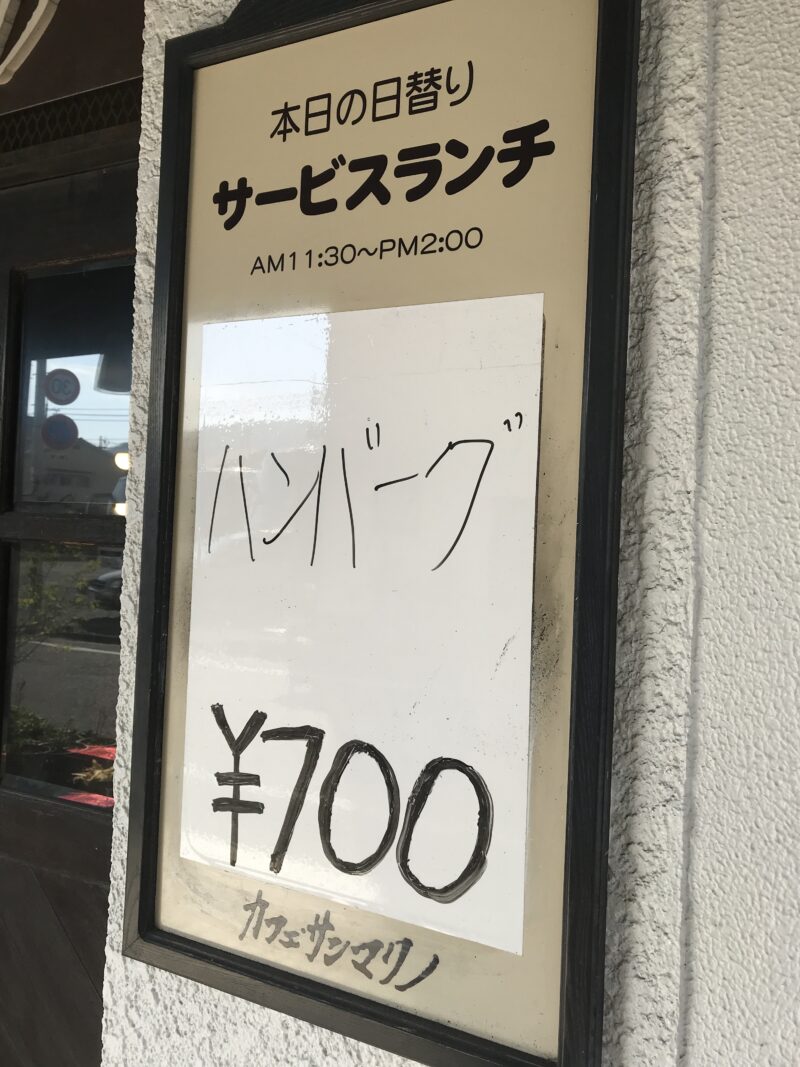 本日の日替り
サービスランチ
AM11:30〜PM2:00
ハンバーグ
¥700
カフェ・サンマリノ